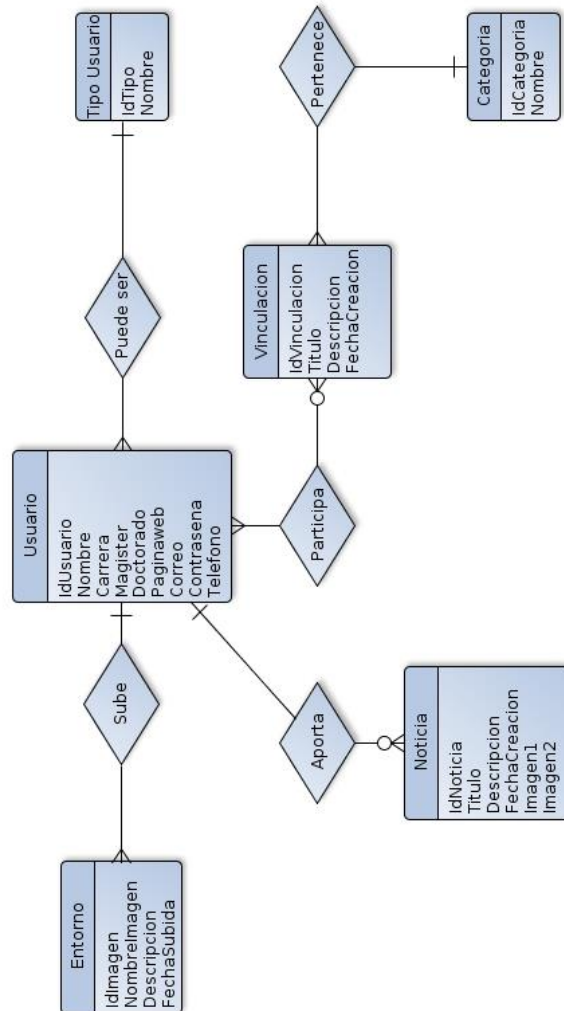 Entorno
IdImagen
NombreImagen
Descripcion
FechaSubida
Sube
Usuario
IdUsuario
Nombre
Carrera
Magister
Doctorado
Paginaweb
Correo
Contrasena
Telefono
Puede ser
Tipo Usuario
IdTipo
Nombre
Aporta
Noticia
IdNoticia
Titulo
Descripcion
FechaCreacion
Imagen1
Imagen2
Participa
Vinculacion
IdVinculacion
Titulo
Descripcion
FechaCreacion
Pertenece
Categoria
IdCategoria
Nombre